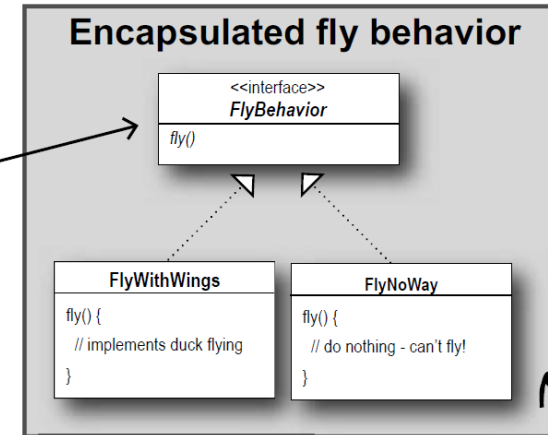 Encapsulated fly behavior
<<interface>>
FlyBehavior
fly()
FlyWithWings
fly() {
// implements duck flying
}
FlyNoWay
fly() {
// do nothing - can't fly!
}